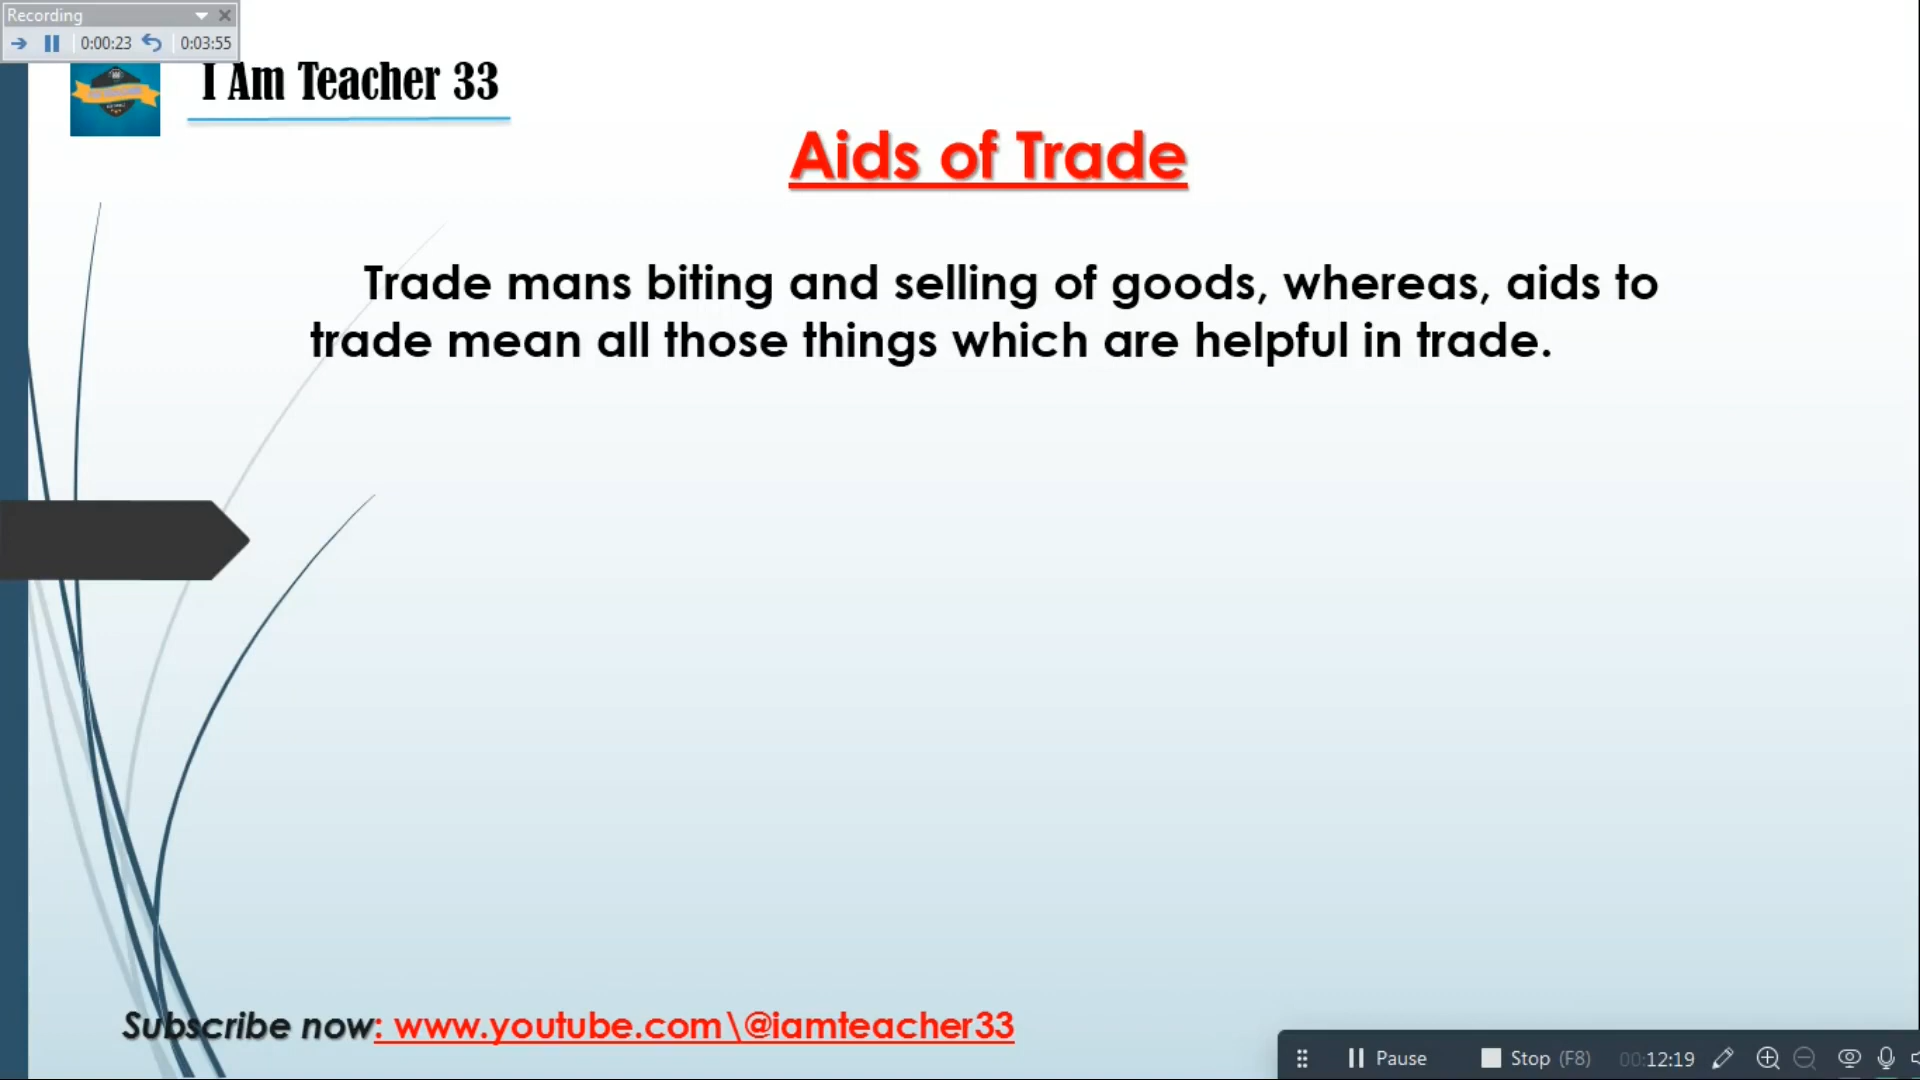 Recording
0:00:23 0:03:55
I Am Teacher 33
Aids of Trade
Trade mans biting and selling of goods, whereas, aids to
trade mean all those things which are helpful in trade.
Subscribe now: www.youtube.com\@iamteacher33
Pause Stop (F8) 00:12:19